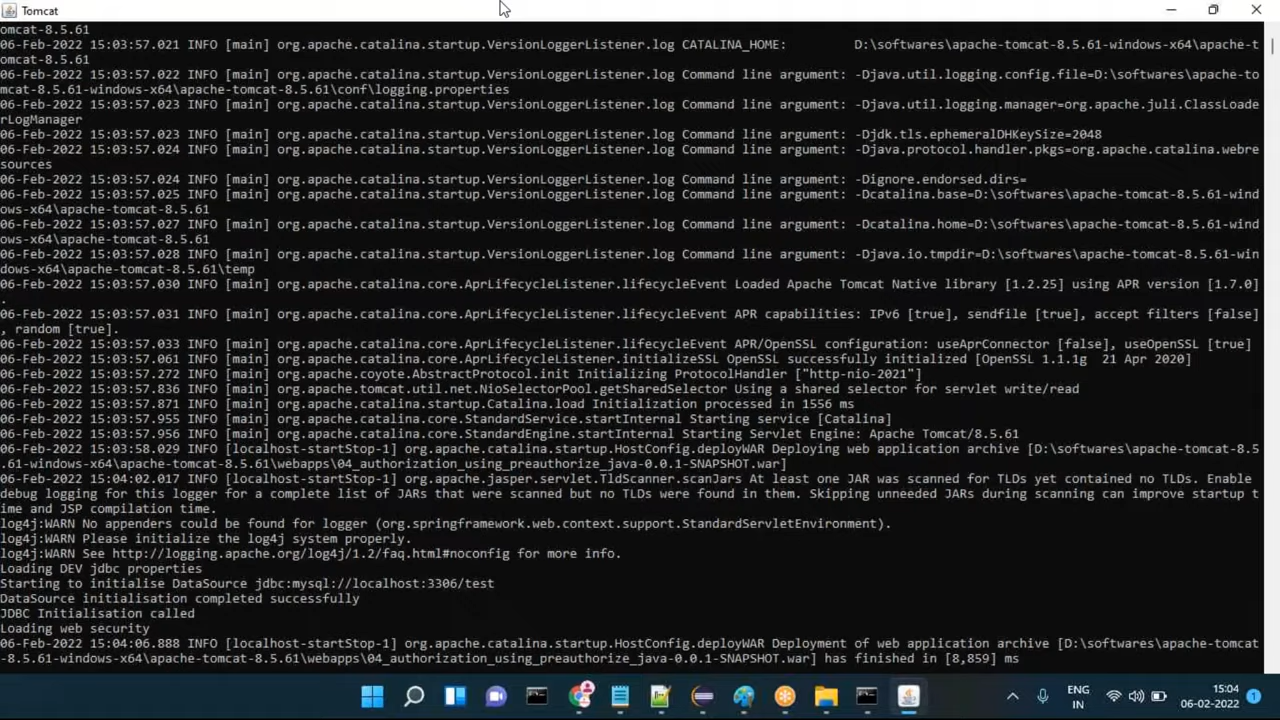 Tomcat
omcat-8.5.61
06-Feb-2022 15:03:57.021 INFO [main] org.apache.catalina.startup.VersionLoggerListener.log CATALINA_HOME:         D:\softwares\apache-tomcat-8.5.61-windows-x64\apache-t
omcat-8.5.61
06-Feb-2022 15:03:57.022 INFO [main] org.apache.catalina.startup.VersionLoggerListener.log Command line argument: -Djava.util.logging.config.file=D:\softwares\apache-to
mcat-8.5.61-windows-x64\apache-tomcat-8.5.61\conf\logging.properties
06-Feb-2022 15:03:57.023 INFO [main] org.apache.catalina.startup.VersionLoggerListener.log Command line argument: -Djava.util.logging.manager=org.apache.juli.ClassLoade
rLogManager
06-Feb-2022 15:03:57.023 INFO [main] org.apache.catalina.startup.VersionLoggerListener.log Command line argument: -Djdk.tls.ephemeralDHKeySize=2048
06-Feb-2022 15:03:57.024 INFO [main] org.apache.catalina.startup.VersionLoggerListener.log Command line argument: -Djava.protocol.handler.pkgs=org.apache.catalina.webre
sources
06-Feb-2022 15:03:57.024 INFO [main] org.apache.catalina.startup.VersionLoggerListener.log Command line argument: -Dignore.endorsed.dirs=
06-Feb-2022 15:03:57.025 INFO [main] org.apache.catalina.startup.VersionLoggerListener.log Command line argument: -Dcatalina.base=D:\softwares\apache-tomcat-8.5.61-wind
ows-x64\apache-tomcat-8.5.61
06-Feb-2022 15:03:57.027 INFO [main] org.apache.catalina.startup.VersionLoggerListener.log Command line argument: -Dcatalina.home=D:\softwares\apache-tomcat-8.5.61-wind
ows-x64\apache-tomcat-8.5.61
06-Feb-2022 15:03:57.028 INFO [main] org.apache.catalina.startup.VersionLoggerListener.log Command line argument: -Djava.io.tmpdir=D:\softwares\apache-tomcat-8.5.61-win
dows-x64\apache-tomcat-8.5.61\temp
06-Feb-2022 15:03:57.030 INFO [main] org.apache.catalina.core.AprLifecycleListener.lifecycleEvent Loaded Apache Tomcat Native library [1.2.25] using APR version [1.7.0]
.
06-Feb-2022 15:03:57.031 INFO [main] org.apache.catalina.core.AprLifecycleListener.lifecycleEvent APR capabilities: IPv6 [true], sendfile [true], accept filters [false]
, random [true].
06-Feb-2022 15:03:57.033 INFO [main] org.apache.catalina.core.AprLifecycleListener.lifecycleEvent APR/OpenSSL configuration: useAprConnector [false], useOpenSSL [true]
06-Feb-2022 15:03:57.061 INFO [main] org.apache.catalina.core.AprLifecycleListener.initializeSSL OpenSSL successfully initialized [OpenSSL 1.1.1g  21 Apr 2020]
06-Feb-2022 15:03:57.272 INFO [main] org.apache.coyote.AbstractProtocol.init Initializing ProtocolHandler ["http-nio-2021"]
06-Feb-2022 15:03:57.836 INFO [main] org.apache.tomcat.util.net.NioSelectorPool.getSharedSelector Using a shared selector for servlet write/read
06-Feb-2022 15:03:57.871 INFO [main] org.apache.catalina.startup.Catalina.load Initialization processed in 1556 ms
06-Feb-2022 15:03:57.955 INFO [main] org.apache.catalina.core.StandardService.startInternal Starting service [Catalina]
06-Feb-2022 15:03:57.956 INFO [main] org.apache.catalina.core.StandardEngine.startInternal Starting Servlet Engine: Apache Tomcat/8.5.61
06-Feb-2022 15:03:58.029 INFO [localhost-startStop-1] org.apache.catalina.startup.HostConfig.deployWAR Deploying web application archive [D:\softwares\apache-tomcat-8.5
.61-windows-x64\apache-tomcat-8.5.61\webapps\04_authorization_using_preauthorize_java-0.0.1-SNAPSHOT.war]
06-Feb-2022 15:04:02.017 INFO [localhost-startStop-1] org.apache.jasper.servlet.TldScanner.scanJars At least one JAR was scanned for TLDs yet contained no TLDs. Enable
debug logging for this logger for a complete list of JARs that were scanned but no TLDs were found in them. Skipping unneeded JARs during scanning can improve startup t
ime and JSP compilation time.
log4j:WARN No appenders could be found for logger (org.springframework.web.context.support.StandardServletEnvironment).
log4j:WARN Please initialize the log4j system properly.
log4j:WARN See http://logging.apache.org/log4j/1.2/faq.html#noconfig for more info.
Loading DEV jdbc properties
Starting to initialise DataSource jdbc:mysql://localhost:3306/test
DataSource initialisation completed successfully
JDBC Initialisation called
Loading web security
06-Feb-2022 15:04:06.888 INFO [localhost-startStop-1] org.apache.catalina.startup.HostConfig.deployWAR Deployment of web application archive [D:\softwares\apache-tomcat
-8.5.61-windows-x64\apache-tomcat-8.5.61\webapps\04_authorization_using_preauthorize_java-0.0.1-SNAPSHOT.war] has finished in [8,859] ms
ENG
IN
15:04
06-02-2022
1